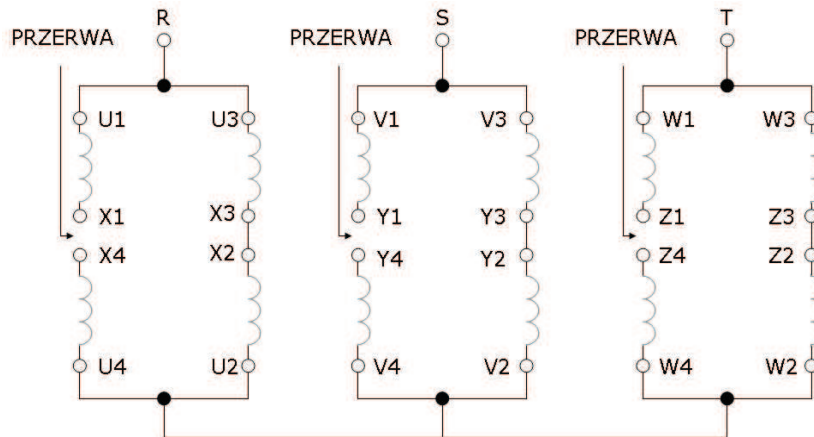 R S T
PRZERWA PRZERWA PRZERWA
U1 U3 V1 V3 W1 W3
X1 X3 Y1 Y3 Z1 Z3
X4 X2 Y4 Y2 Z4 Z2
U4 U2 V4 V2 W4 W2